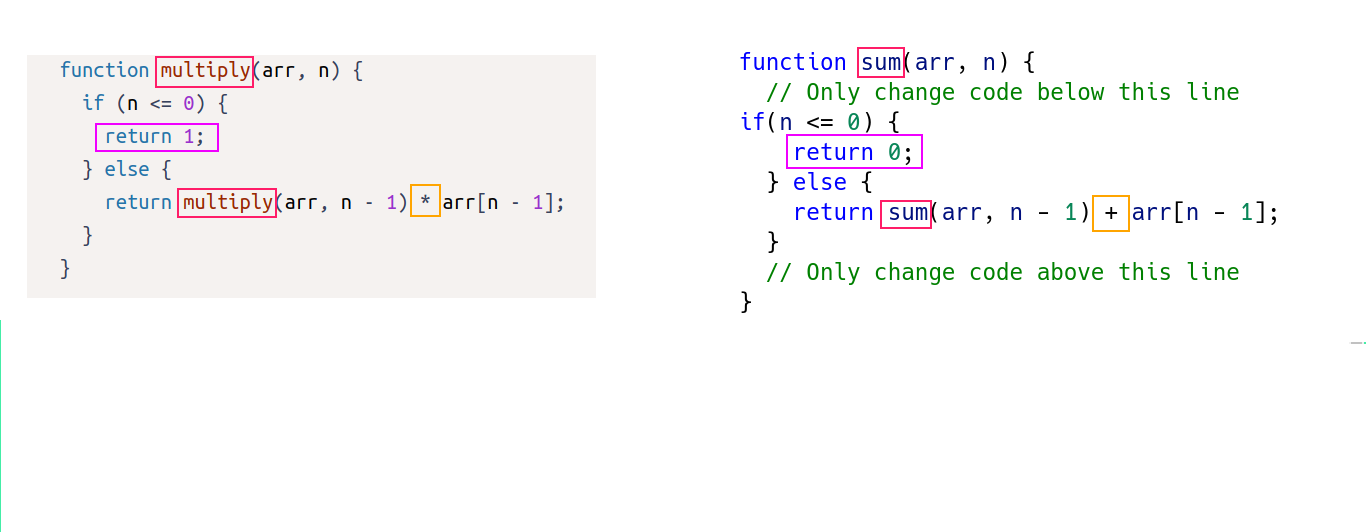 function multiply(arr, n) {
  if (n <= 0) {
    return 1;
  } else {
    return multiply(arr, n - 1) * arr[n - 1];
  }
}
function sum(arr, n) {
  // Only change code below this line
if(n <= 0) {
    return 0;
  } else {
    return sum(arr, n - 1) + arr[n - 1];
  }
  // Only change code above this line
}